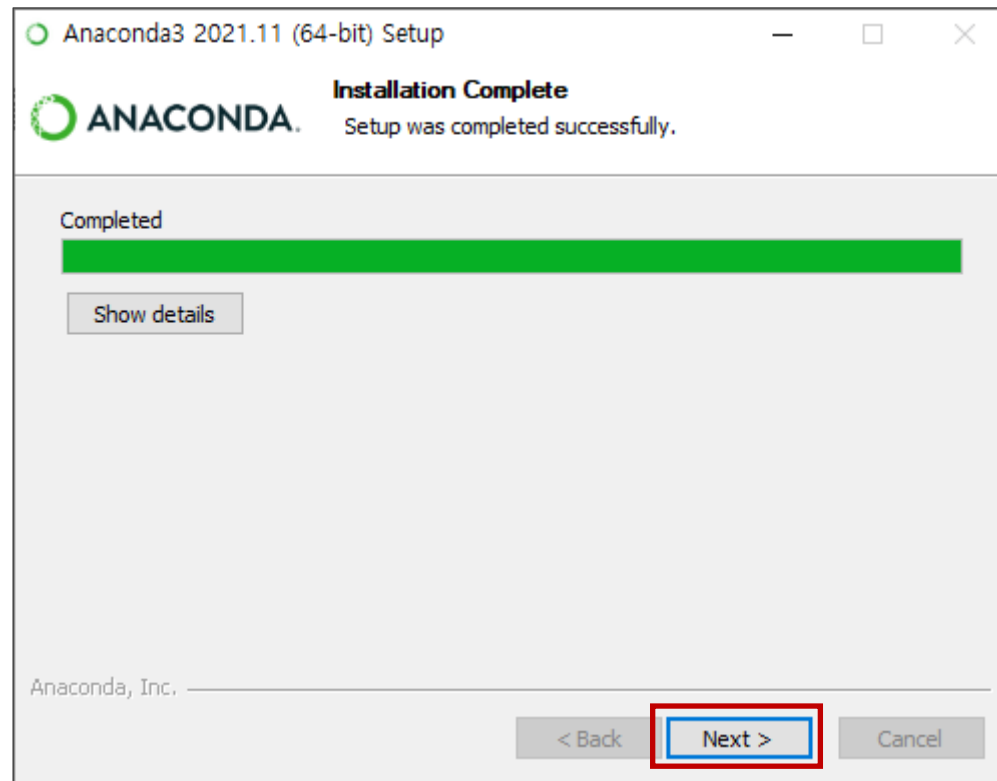 Anaconda3 2021.11 (64-bit) Setup
ANACONDA.
Installation Complete
Setup was completed successfully.
Completed
Show details
Anaconda, Inc.
< Back
Next >
Cancel